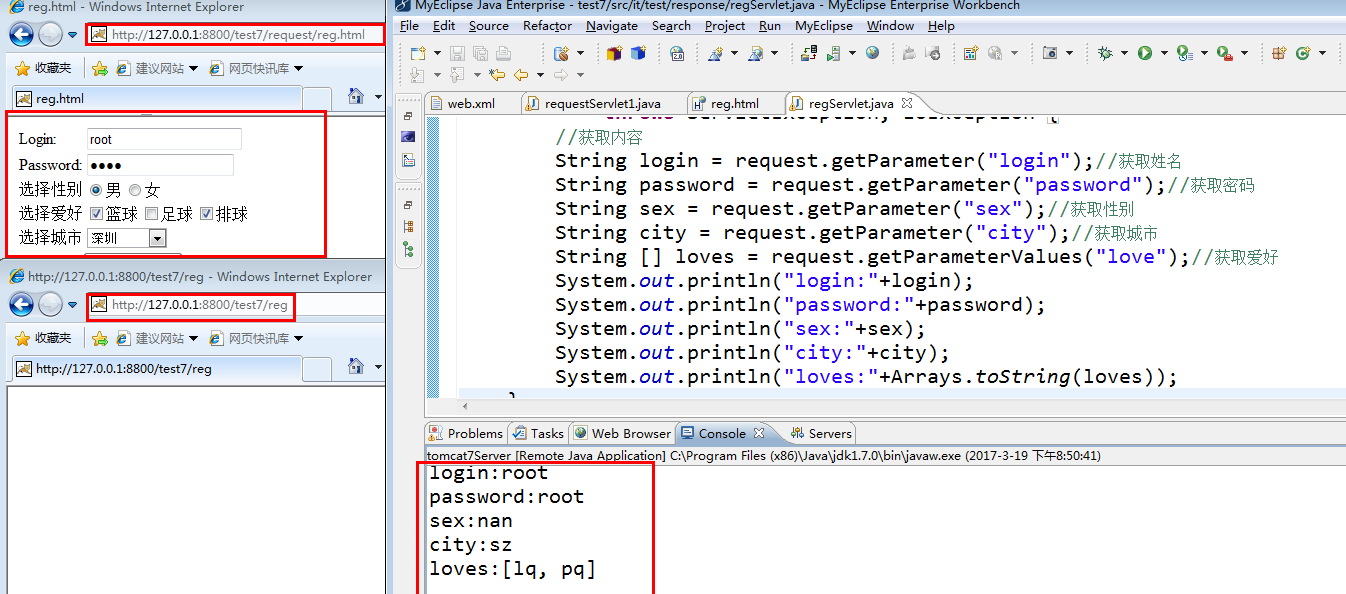 reg.html - Windows Internet Explorer
http://127.0.0.1:8800/test7/request/reg.html
收藏夹 建议网站 网页快讯库
reg.html
Login: root
Password: ●●●●
选择性别 男 女
选择爱好 篮球 足球 排球
选择城市 深圳
http://127.0.0.1:8800/test7/reg - Windows Internet Explorer
http://127.0.0.1:8800/test7/reg
收藏夹 建议网站 网页快讯库
http://127.0.0.1:8800/test7/reg
MyEclipse Java Enterprise - test7/src/it/test/response/regServlet.java - MyEclipse Enterprise Workbench
File Edit Source Refactor Navigate Search Project Run MyEclipse Window Help
web.xml requestServlet1.java reg.html regServlet.java
throws ServletException, IOException {
//获取内容
String login = request.getParameter("login");//获取姓名
String password = request.getParameter("password");//获取密码
String sex = request.getParameter("sex");//获取性别
String city = request.getParameter("city");//获取城市
String [] loves = request.getParameterValues("love");//获取爱好
System.out.println("login:"+login);
System.out.println("password:"+password);
System.out.println("sex:"+sex);
System.out.println("city:"+city);
System.out.println("loves:"+Arrays.toString(loves));
}
Problems Tasks Web Browser Console Servers
tomcat7Server [Remote Java Application] C:\Program Files (x86)\Java\jdk1.7.0\bin\javaw.exe (2017-3-19 下午8:50:41)
login:root
password:root
sex:nan
city:sz
loves:[lq, pq]